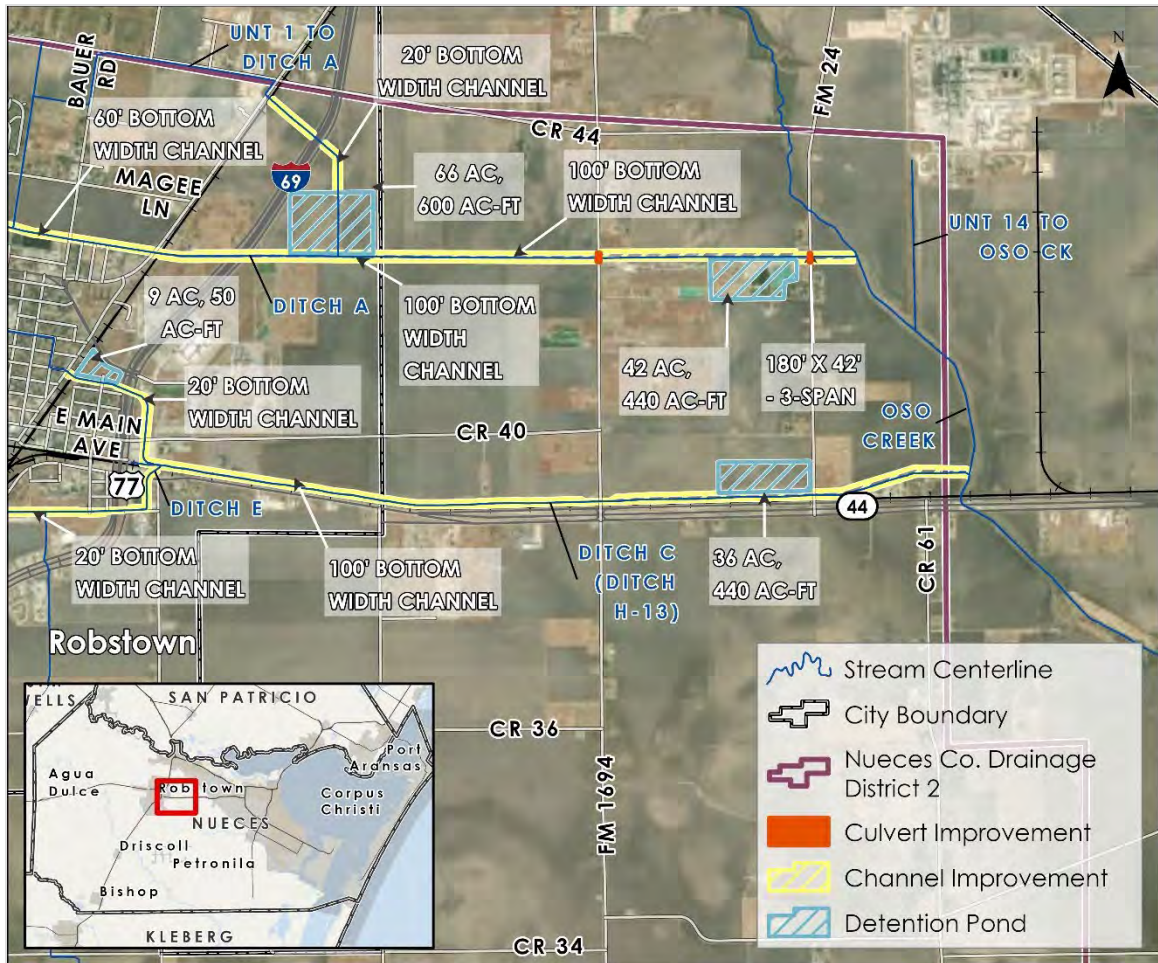 UNT 1 TO
DITCH A
20' BOTTOM
WIDTH CHANNEL
N
BAUER
RD
FM 24
60' BOTTOM
WIDTH CHANNEL
CR 44
MAGEE
LN
69
66 AC,
600 AC-FT
100' BOTTOM
WIDTH CHANNEL
UNT 14 TO
OSO CK
DITCH A
9 AC, 50
AC-FT
100' BOTTOM
WIDTH
CHANNEL
42 AC,
440 AC-FT
180' X 42'
- 3-SPAN
20' BOTTOM
WIDTH CHANNEL
OSO
CREEK
E MAIN
AVE
CR 40
77
DITCH E
44
20' BOTTOM
WIDTH CHANNEL
100' BOTTOM
WIDTH CHANNEL
DITCH C
(DITCH
H-13)
36 AC,
440 AC-FT
CR 61
Robstown
CR 36
FM 1694
CR 34
SAN PATRICIO
WELLS
Port
Aransas
Agua
Dulce
Robstown
Corpus
Christi
NUECES
Driscoll
Petronila
Bishop
KLEBERG
Stream Centerline
City Boundary
Nueces Co. Drainage
District 2
Culvert Improvement
Channel Improvement
Detention Pond